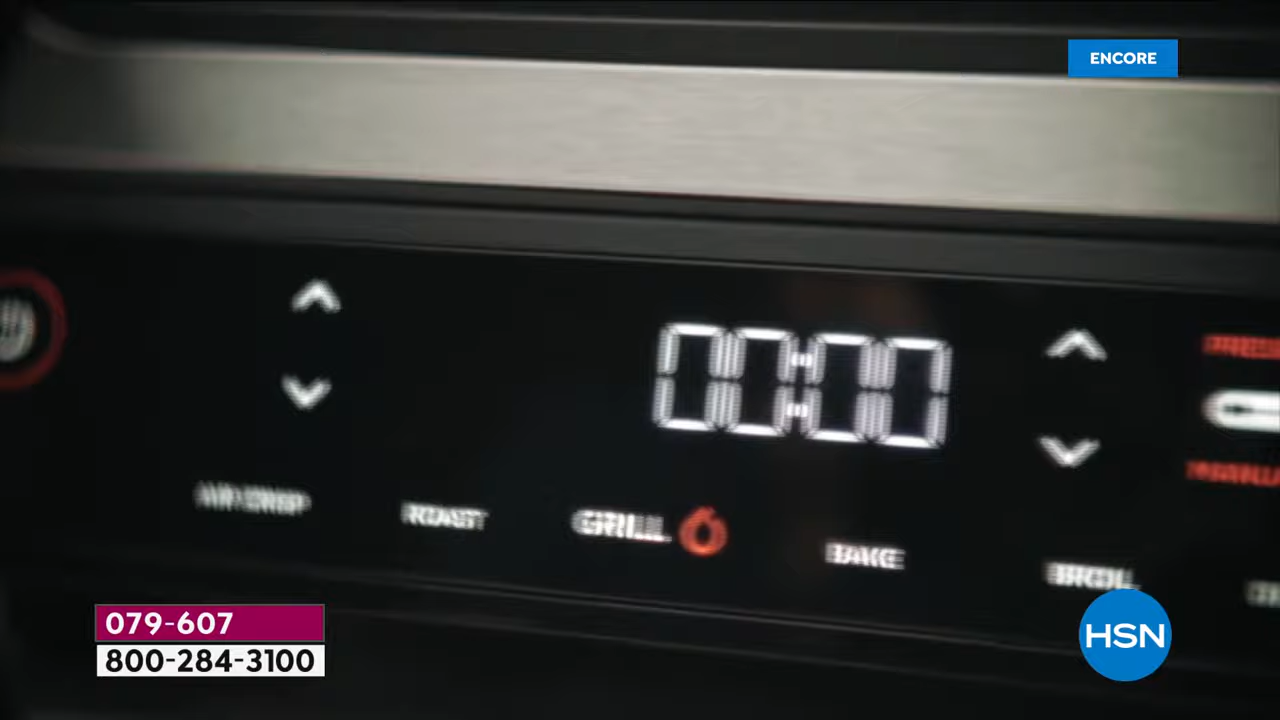 ENCORE
00:00
AIR CRISP
ROAST
GRILL
BAKE
BROIL
079-607
800-284-3100
HSN